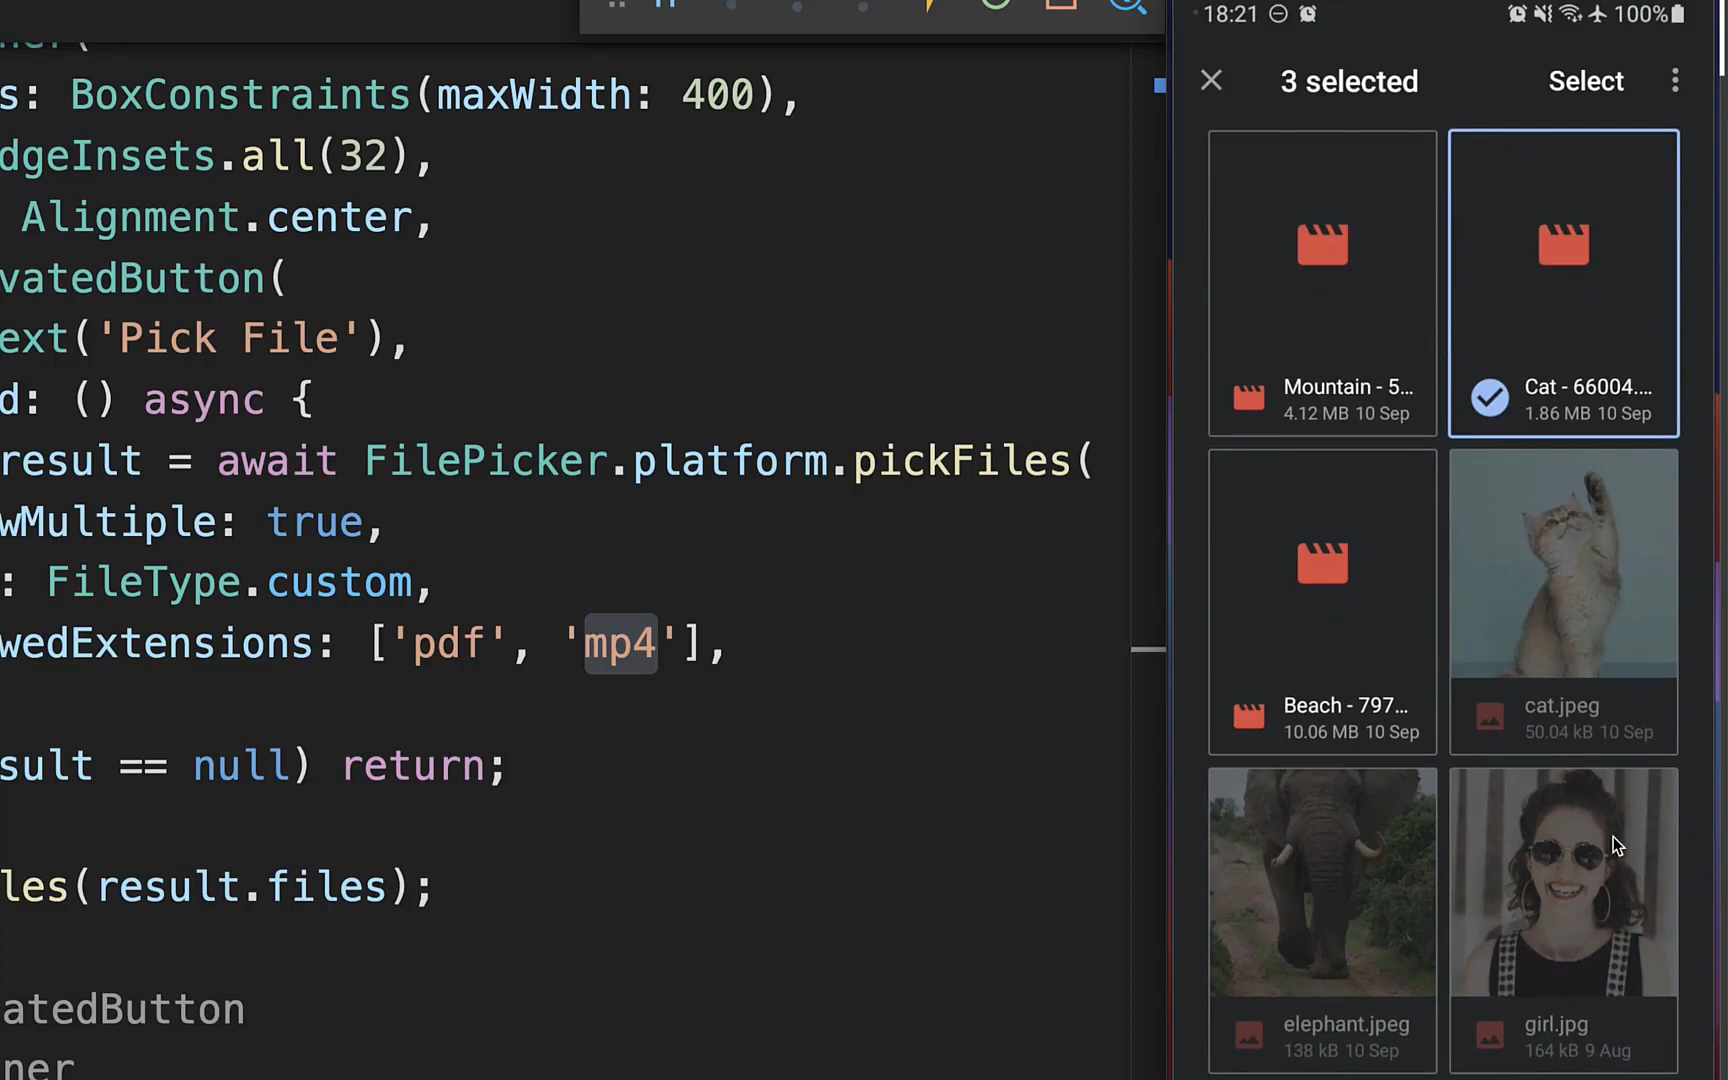 ner(
s: BoxConstraints(maxWidth: 400),
dgeInsets.all(32),
Alignment.center,
vatedButton(
ext('Pick File'),
d: () async {
result = await FilePicker.platform.pickFiles(
wMultiple: true,
: FileType.custom,
wedExtensions: ['pdf', 'mp4'],
sult == null) return;
les(result.files);
atedButton
ner
18:21
100%
3 selected
Select
Mountain - 5...
4.12 MB 10 Sep
Cat - 66004....
1.86 MB 10 Sep
Beach - 797...
10.06 MB 10 Sep
cat.jpeg
50.04 kB 10 Sep
elephant.jpeg
138 kB 10 Sep
girl.jpg
164 kB 9 Aug